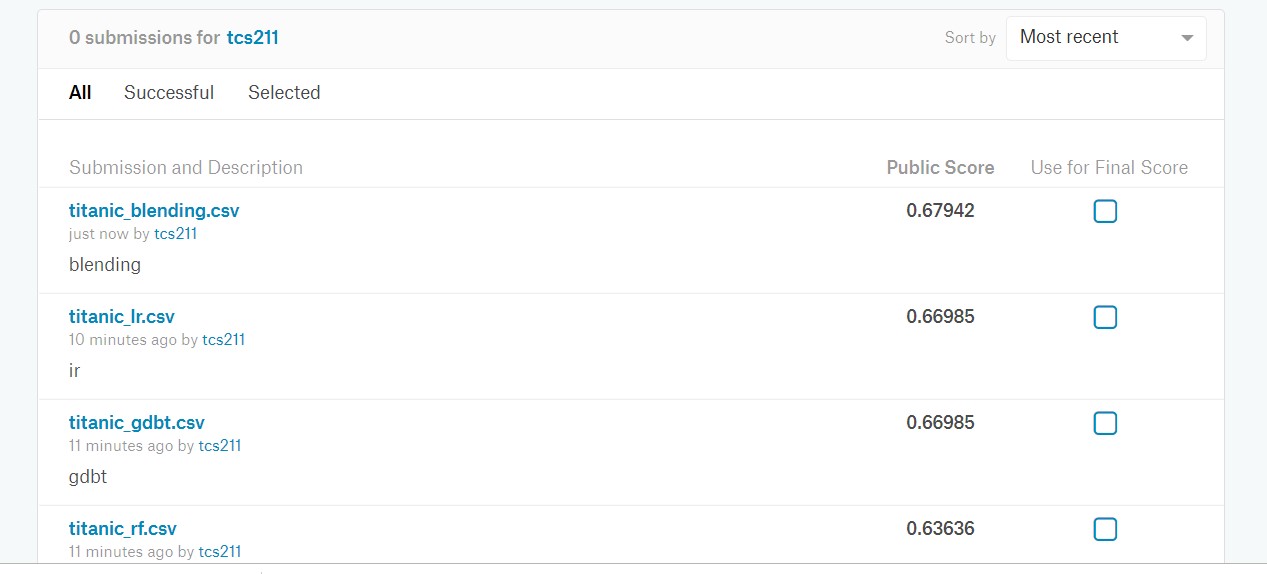 0 submissions for tcs211
Sort by Most recent
All Successful Selected
Submission and Description Public Score Use for Final Score
titanic_blending.csv 0.67942
just now by tcs211
blending
titanic_lr.csv 0.66985
10 minutes ago by tcs211
ir
titanic_gdbt.csv 0.66985
11 minutes ago by tcs211
gdbt
titanic_rf.csv 0.63636
11 minutes ago by tcs211